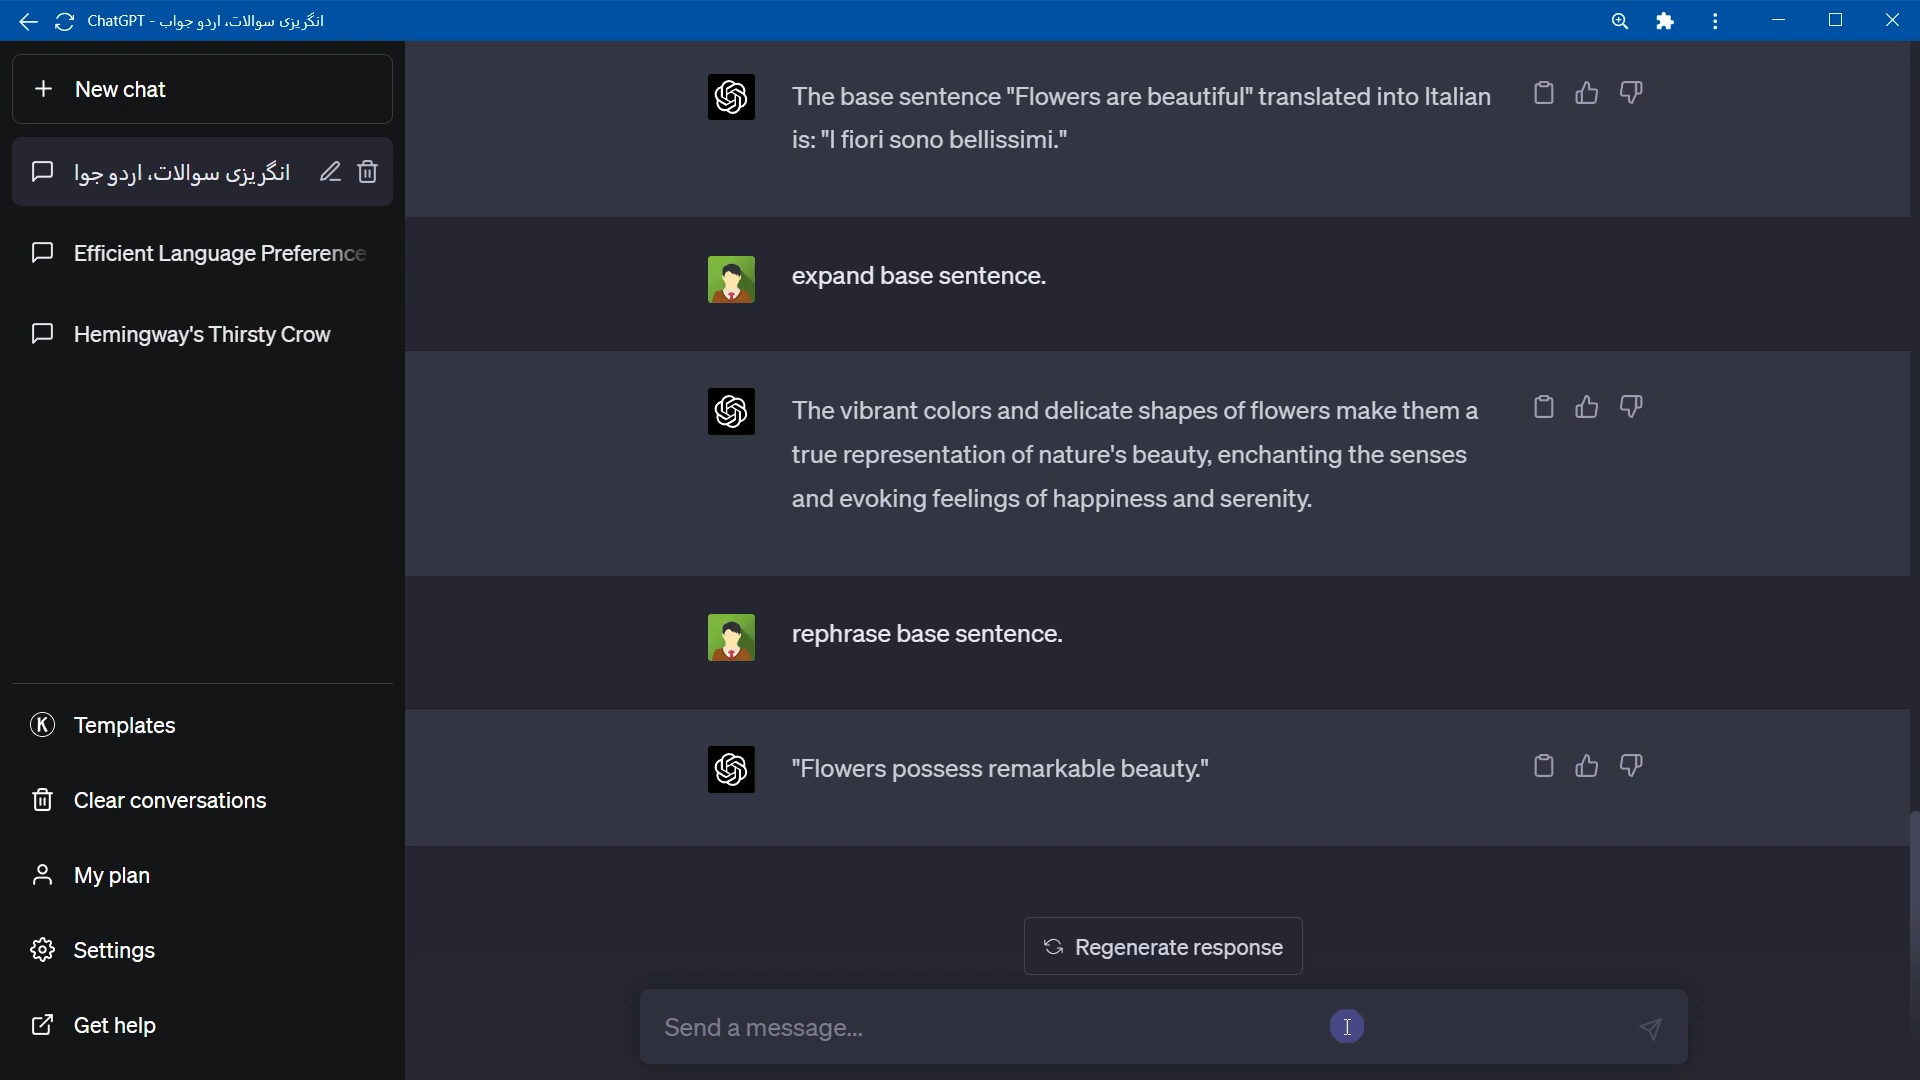 ChatGPT - انگریزی سوالات، اردو جواب
New chat
انگریزی سوالات، اردو جوا
Efficient Language Preference
Hemingway's Thirsty Crow
Templates
Clear conversations
My plan
Settings
Get help
The base sentence "Flowers are beautiful" translated into Italian
is: "I fiori sono bellissimi."
expand base sentence.
The vibrant colors and delicate shapes of flowers make them a
true representation of nature's beauty, enchanting the senses
and evoking feelings of happiness and serenity.
rephrase base sentence.
"Flowers possess remarkable beauty."
Regenerate response
Send a message...